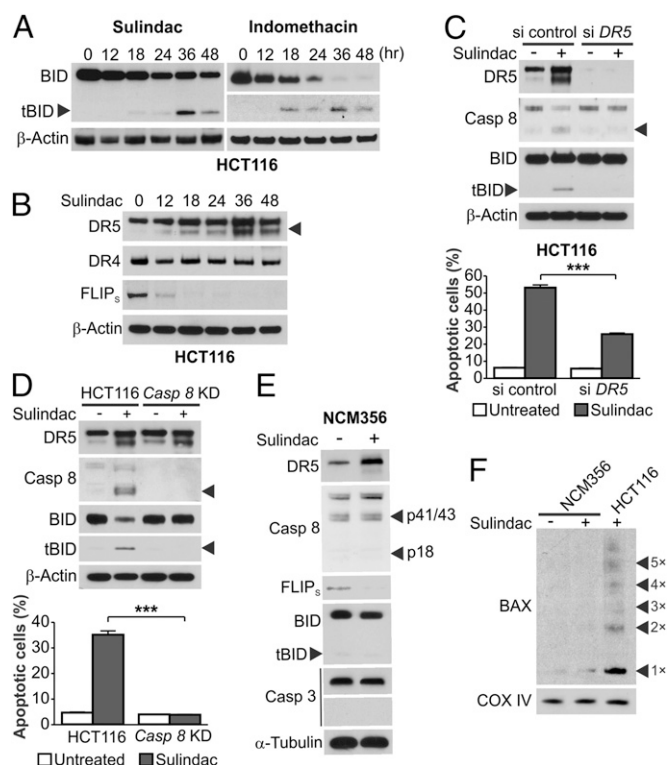 A
Sulindac Indomethacin
0 12 18 24 36 48 0 12 18 24 36 48 (hr)
BID
tBID
β-Actin
HCT116
B
Sulindac 0 12 18 24 36 48
DR5
DR4
FLIPS
β-Actin
HCT116
C
si control si DR5
Sulindac - + - +
DR5
Casp 8
BID
tBID
β-Actin
HCT116
Apoptotic cells (%)
60
50
40
30
20
10
0
***
si control si DR5
Untreated Sulindac
D
HCT116 Casp 8 KD
Sulindac - + - +
DR5
Casp 8
BID
tBID
β-Actin
Apoptotic cells (%)
40
30
20
10
0
***
HCT116 Casp 8 KD
Untreated Sulindac
E
NCM356
Sulindac - +
DR5
Casp 8
p41/43
p18
FLIPS
BID
tBID
Casp 3
α-Tubulin
F
NCM356 HCT116
Sulindac - + +
BAX
5×
4×
3×
2×
1×
COX IV